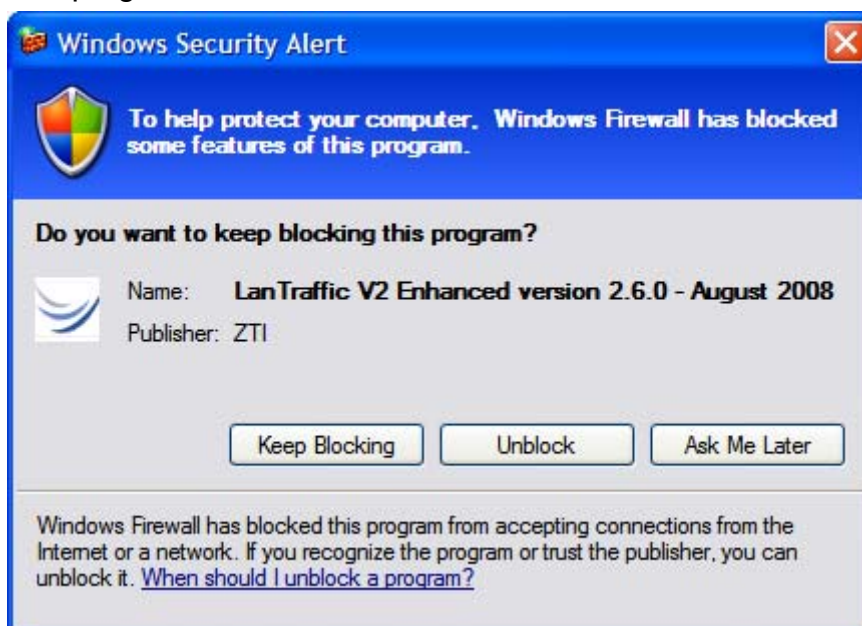 Windows Security Alert
To help protect your computer, Windows Firewall has blocked
some features of this program.
Do you want to keep blocking this program?
Name: LanTraffic V2 Enhanced version 2.6.0 - August 2008
Publisher: ZTI
Keep Blocking
Unblock
Ask Me Later
Windows Firewall has blocked this program from accepting connections from the
Internet or a network. If you recognize the program or trust the publisher, you can
unblock it. When should I unblock a program?